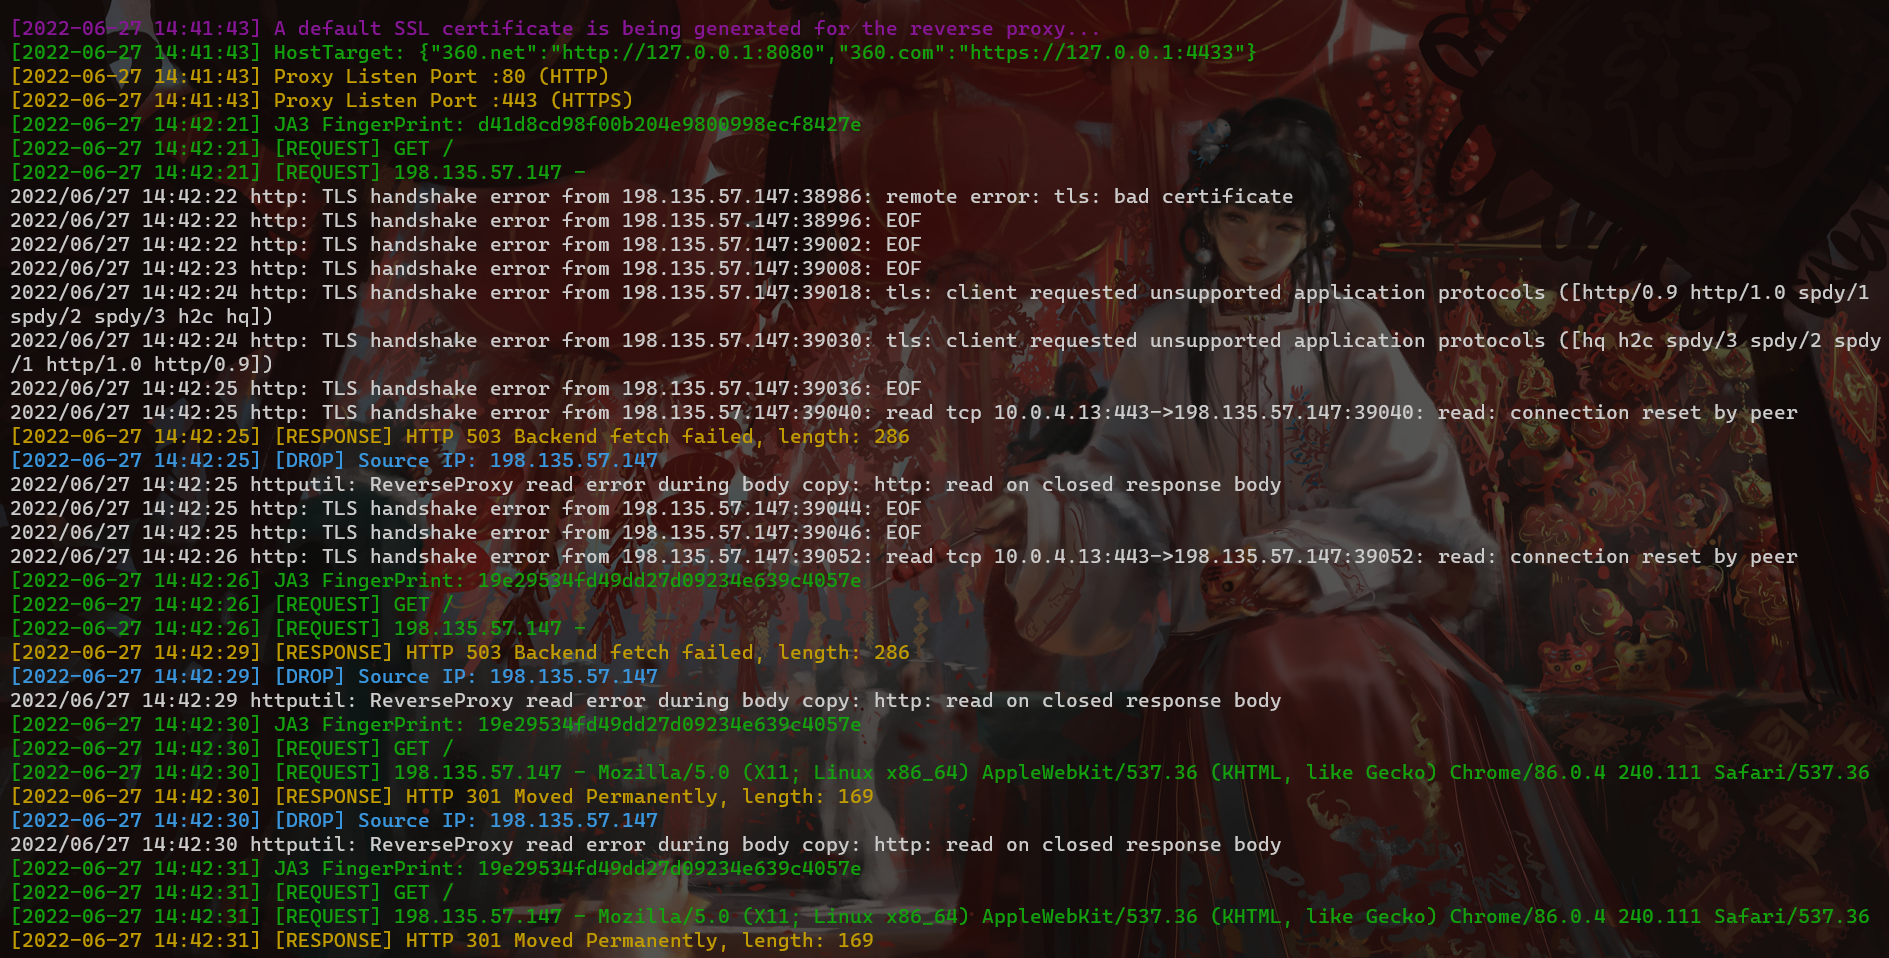 [2022-06-27 14:41:43] A default SSL certificate is being generated for the reverse proxy...
[2022-06-27 14:41:43] HostTarget: {"360.net":"http://127.0.0.1:8080","360.com":"https://127.0.0.1:4433"}
[2022-06-27 14:41:43] Proxy Listen Port :80 (HTTP)
[2022-06-27 14:41:43] Proxy Listen Port :443 (HTTPS)
[2022-06-27 14:42:21] JA3 FingerPrint: d41d8cd98f00b204e9800998ecf8427e
[2022-06-27 14:42:21] [REQUEST] GET /
[2022-06-27 14:42:21] [REQUEST] 198.135.57.147 -
2022/06/27 14:42:22 http: TLS handshake error from 198.135.57.147:38986: remote error: tls: bad certificate
2022/06/27 14:42:22 http: TLS handshake error from 198.135.57.147:38996: EOF
2022/06/27 14:42:22 http: TLS handshake error from 198.135.57.147:39002: EOF
2022/06/27 14:42:23 http: TLS handshake error from 198.135.57.147:39008: EOF
2022/06/27 14:42:24 http: TLS handshake error from 198.135.57.147:39018: tls: client requested unsupported application protocols ([http/0.9 http/1.0 spdy/1
spdy/2 spdy/3 h2c hq])
2022/06/27 14:42:24 http: TLS handshake error from 198.135.57.147:39030: tls: client requested unsupported application protocols ([hq h2c spdy/3 spdy/2 spdy
/1 http/1.0 http/0.9])
2022/06/27 14:42:25 http: TLS handshake error from 198.135.57.147:39036: EOF
2022/06/27 14:42:25 http: TLS handshake error from 198.135.57.147:39040: read tcp 10.0.4.13:443->198.135.57.147:39040: read: connection reset by peer
[2022-06-27 14:42:25] [RESPONSE] HTTP 503 Backend fetch failed, length: 286
[2022-06-27 14:42:25] [DROP] Source IP: 198.135.57.147
2022/06/27 14:42:25 httputil: ReverseProxy read error during body copy: http: read on closed response body
2022/06/27 14:42:25 http: TLS handshake error from 198.135.57.147:39044: EOF
2022/06/27 14:42:25 http: TLS handshake error from 198.135.57.147:39046: EOF
2022/06/27 14:42:26 http: TLS handshake error from 198.135.57.147:39052: read tcp 10.0.4.13:443->198.135.57.147:39052: read: connection reset by peer
[2022-06-27 14:42:26] JA3 FingerPrint: 19e29534fd49dd27d09234e639c4057e
[2022-06-27 14:42:26] [REQUEST] GET /
[2022-06-27 14:42:26] [REQUEST] 198.135.57.147 -
[2022-06-27 14:42:29] [RESPONSE] HTTP 503 Backend fetch failed, length: 286
[2022-06-27 14:42:29] [DROP] Source IP: 198.135.57.147
2022/06/27 14:42:29 httputil: ReverseProxy read error during body copy: http: read on closed response body
[2022-06-27 14:42:30] JA3 FingerPrint: 19e29534fd49dd27d09234e639c4057e
[2022-06-27 14:42:30] [REQUEST] GET /
[2022-06-27 14:42:30] [REQUEST] 198.135.57.147 - Mozilla/5.0 (X11; Linux x86_64) AppleWebKit/537.36 (KHTML, like Gecko) Chrome/86.0.4 240.111 Safari/537.36
[2022-06-27 14:42:30] [RESPONSE] HTTP 301 Moved Permanently, length: 169
[2022-06-27 14:42:30] [DROP] Source IP: 198.135.57.147
2022/06/27 14:42:30 httputil: ReverseProxy read error during body copy: http: read on closed response body
[2022-06-27 14:42:31] JA3 FingerPrint: 19e29534fd49dd27d09234e639c4057e
[2022-06-27 14:42:31] [REQUEST] GET /
[2022-06-27 14:42:31] [REQUEST] 198.135.57.147 - Mozilla/5.0 (X11; Linux x86_64) AppleWebKit/537.36 (KHTML, like Gecko) Chrome/86.0.4 240.111 Safari/537.36
[2022-06-27 14:42:31] [RESPONSE] HTTP 301 Moved Permanently, length: 169